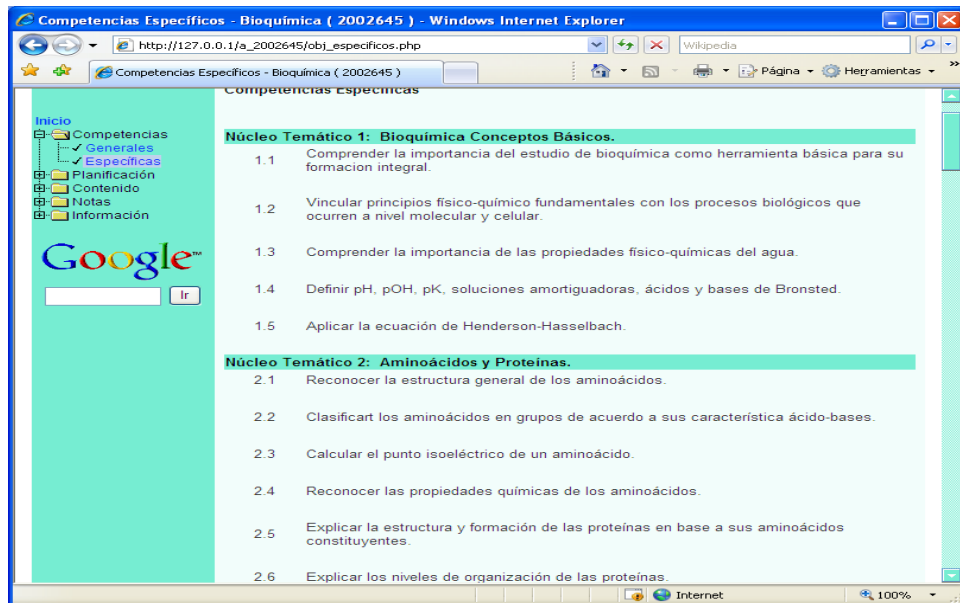 Competencias Específicos - Bioquímica ( 2002645 ) - Windows Internet Explorer
http://127.0.0.1/a_2002645/obj_especificos.php
Wikipedia
Competencias Específicos - Bioquímica ( 2002645 )
Página
Herramientas
»
Competencias Específicas
Inicio
Competencias
Generales
Específicas
Planificación
Contenido
Notas
Información
Google™
Ir
Núcleo Temático 1: Bioquímica Conceptos Básicos.
1.1 Comprender la importancia del estudio de bioquímica como herramienta básica para su
formacion integral.
1.2 Vincular principios físico-químico fundamentales con los procesos biológicos que
ocurren a nivel molecular y celular.
1.3 Comprender la importancia de las propiedades físico-químicas del agua.
1.4 Definir pH, pOH, pK, soluciones amortiguadoras, ácidos y bases de Bronsted.
1.5 Aplicar la ecuación de Henderson-Hasselbach.
Núcleo Temático 2: Aminoácidos y Proteínas.
2.1 Reconocer la estructura general de los aminoácidos.
2.2 Clasificart los aminoácidos en grupos de acuerdo a sus característica ácido-bases.
2.3 Calcular el punto isoeléctrico de un aminoácido.
2.4 Reconocer las propiedades químicas de los aminoácidos.
2.5 Explicar la estructura y formación de las proteínas en base a sus aminoácidos
constituyentes.
2.6 Explicar los niveles de organización de las proteínas.
Internet
100%